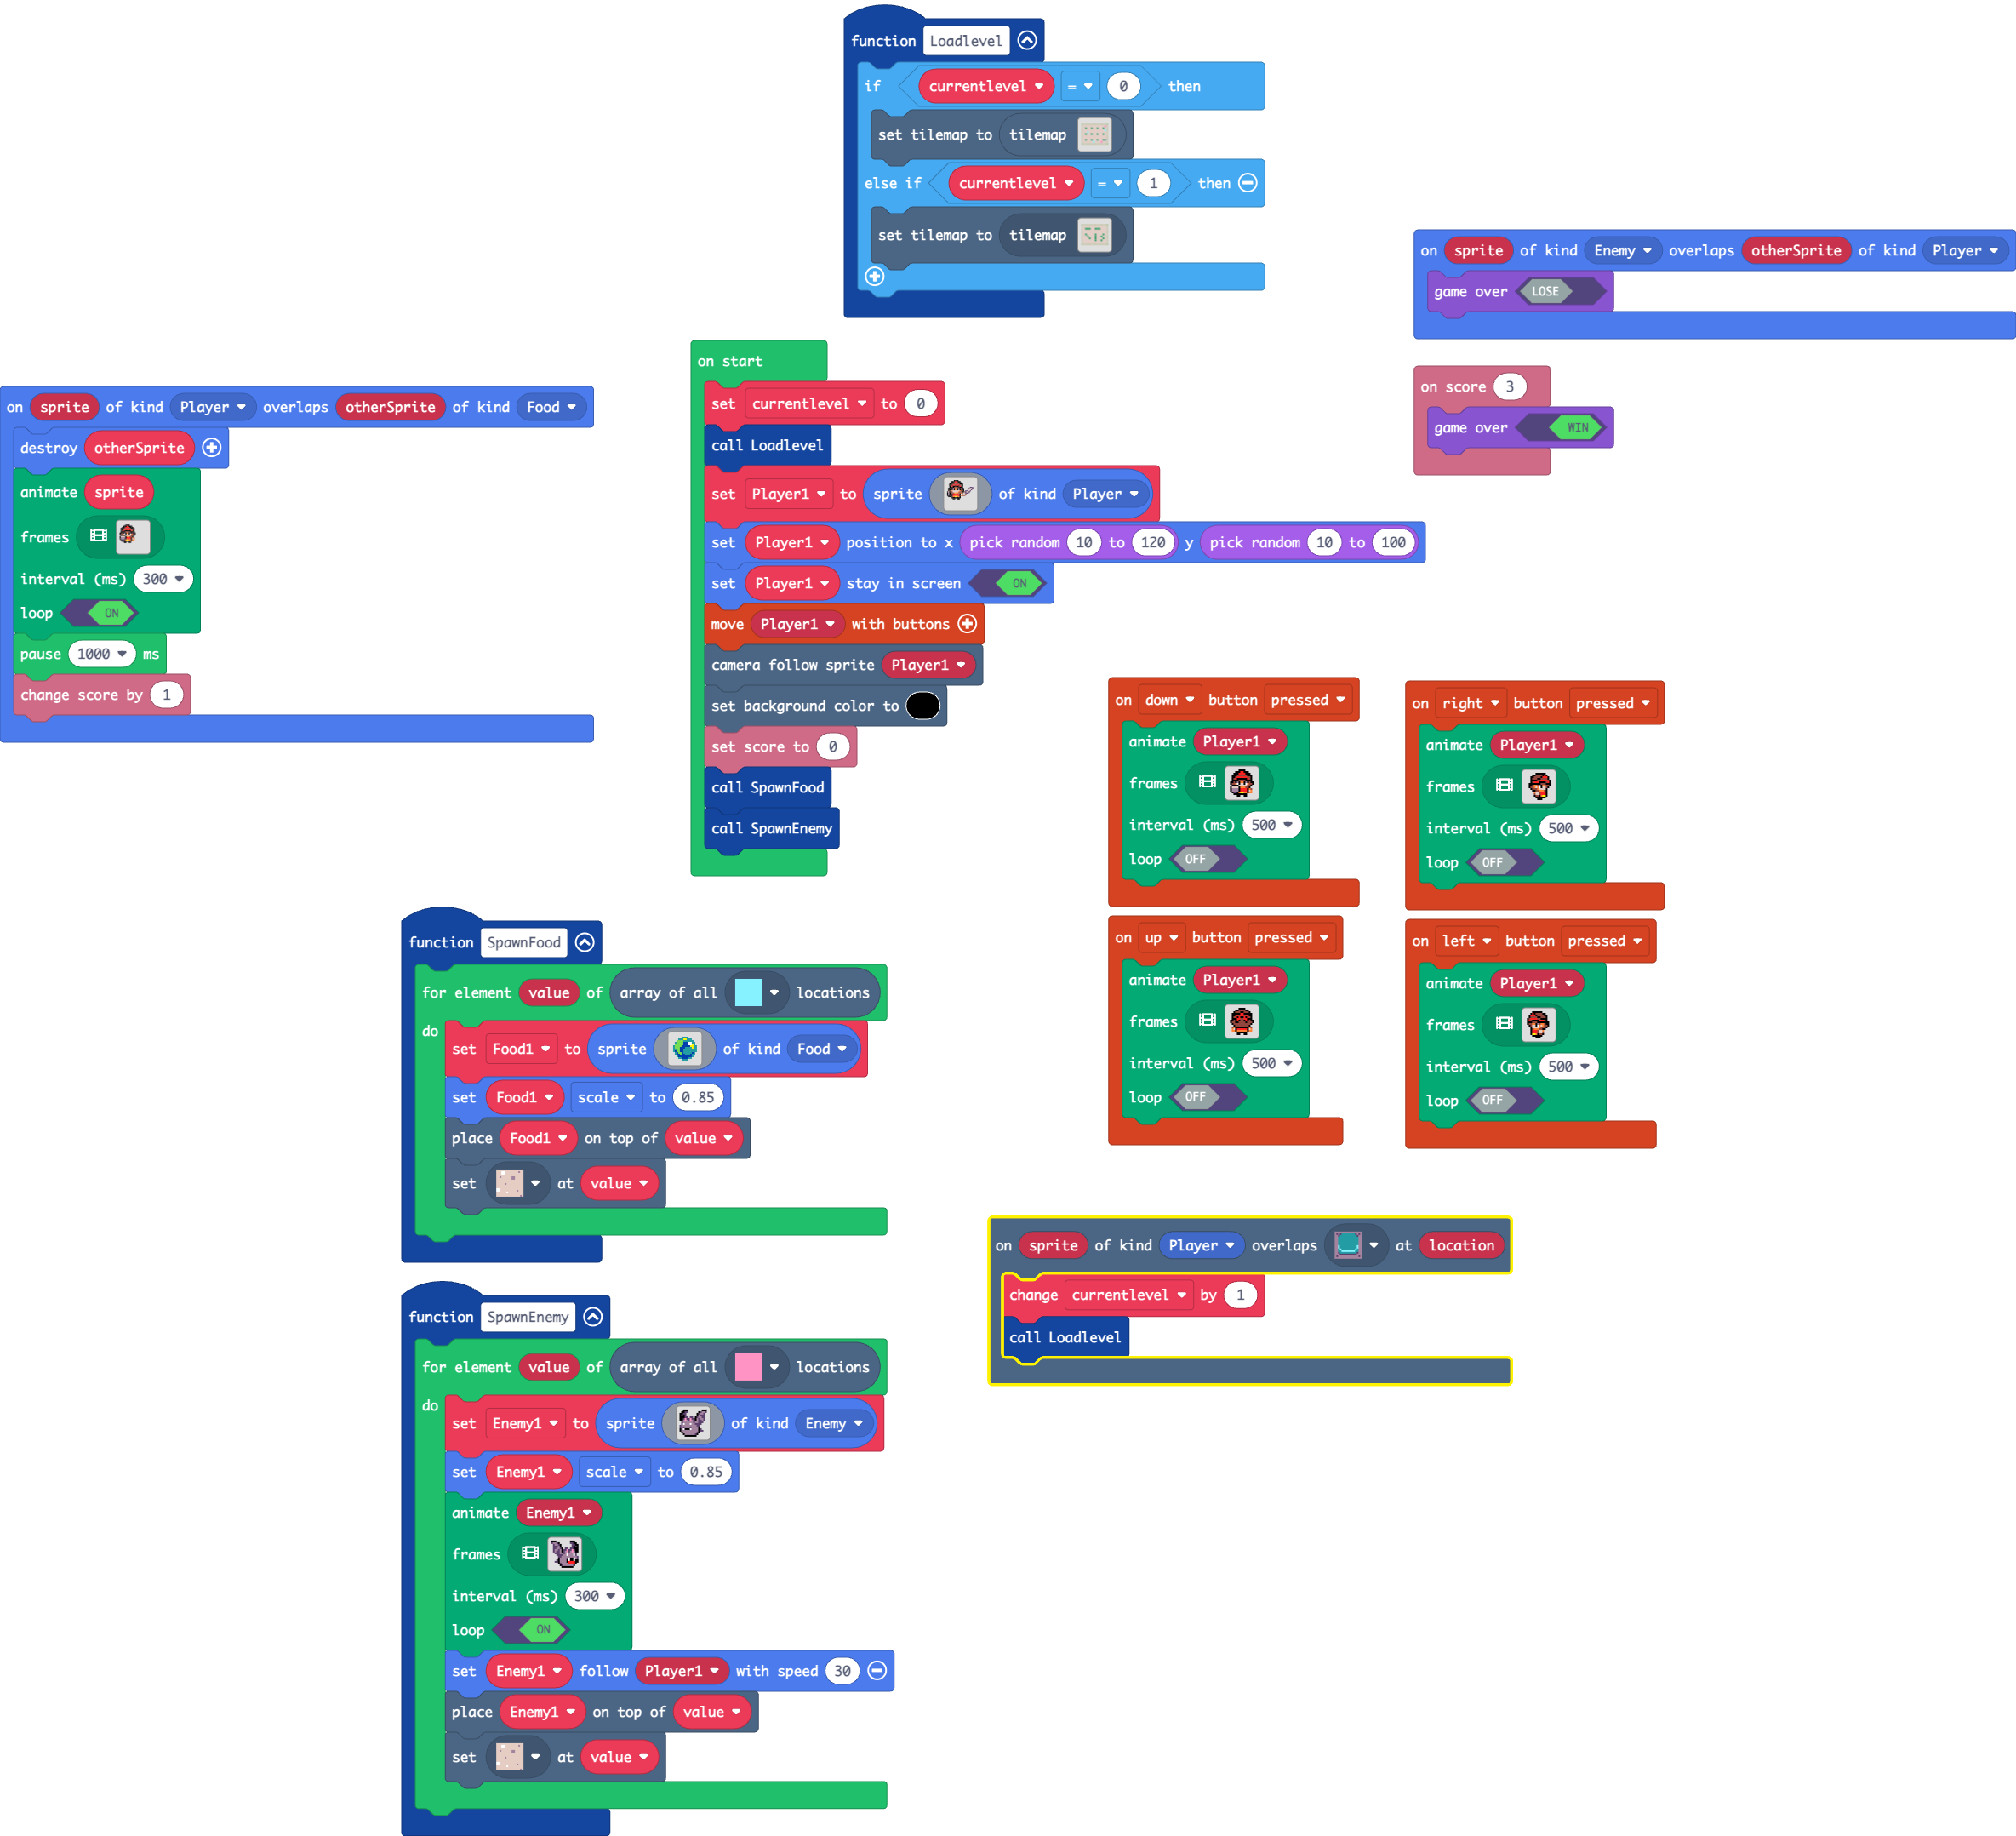 function Loadlevel
if currentlevel = 0 then
set tilemap to tilemap
else if currentlevel = 1 then
set tilemap to tilemap
on sprite of kind Enemy overlaps otherSprite of kind Player
game over LOSE
on score 3
game over WIN
on sprite of kind Player overlaps otherSprite of kind Food
destroy otherSprite
animate sprite
frames
interval (ms) 300
loop ON
pause 1000 ms
change score by 1
on start
set currentlevel to 0
call Loadlevel
set Player1 to sprite of kind Player
set Player1 position to x pick random 10 to 120 y pick random 10 to 100
set Player1 stay in screen ON
move Player1 with buttons
camera follow sprite Player1
set background color to
set score to 0
call SpawnFood
call SpawnEnemy
on down button pressed
animate Player1
frames
interval (ms) 500
loop OFF
on right button pressed
animate Player1
frames
interval (ms) 500
loop OFF
on up button pressed
animate Player1
frames
interval (ms) 500
loop OFF
on left button pressed
animate Player1
frames
interval (ms) 500
loop OFF
function SpawnFood
for element value of array of all locations
do
set Food1 to sprite of kind Food
set Food1 scale to 0.85
place Food1 on top of value
set at value
on sprite of kind Player overlaps at location
change currentlevel by 1
call Loadlevel
function SpawnEnemy
for element value of array of all locations
do
set Enemy1 to sprite of kind Enemy
set Enemy1 scale to 0.85
animate Enemy1
frames
interval (ms) 300
loop ON
set Enemy1 follow Player1 with speed 30
place Enemy1 on top of value
set at value